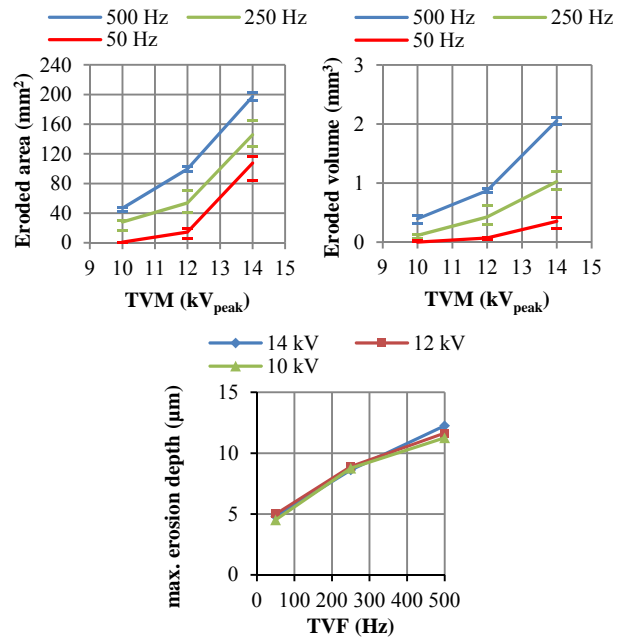 500 Hz 250 Hz
50 Hz
Eroded area (mm²)
240
200
160
120
80
40
0
9 10 11 12 13 14 15
TVM (kVpeak)
500 Hz 250 Hz
50 Hz
Eroded volume (mm³)
3
2
1
0
9 10 11 12 13 14 15
TVM (kVpeak)
14 kV 12 kV
10 kV
max. erosion depth (µm)
15
10
5
0
0 100 200 300 400 500
TVF (Hz)